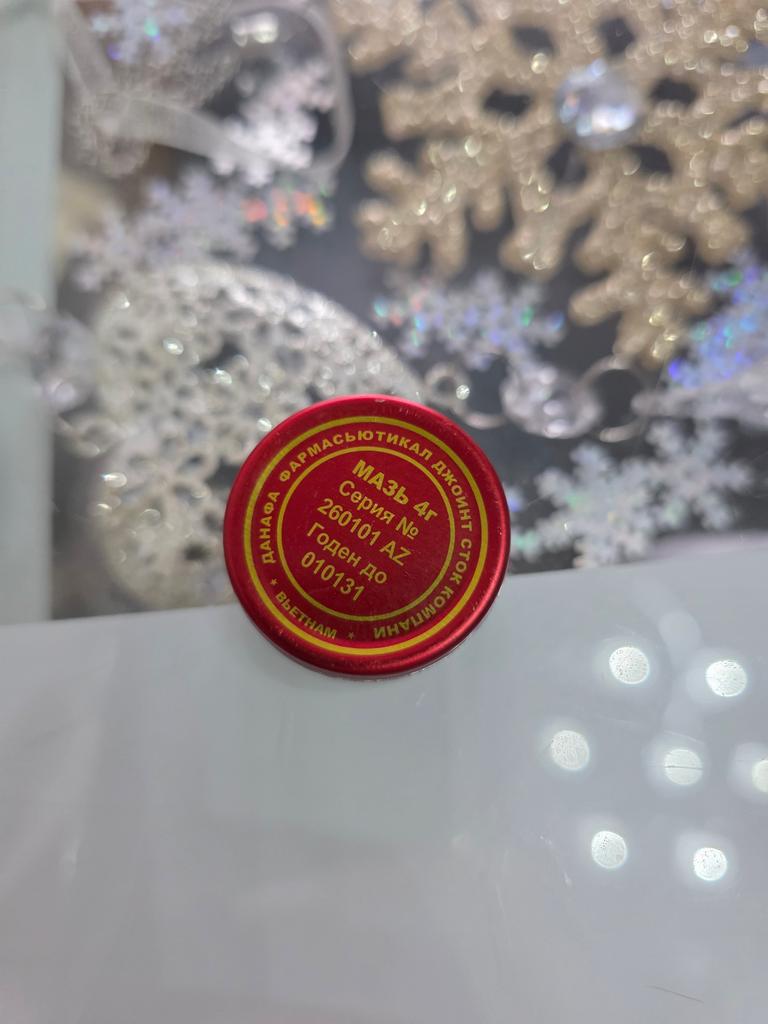 ДАНАФА ФАРМАСЬЮТИКАЛ ДЖОИНТ СТОК КОМПАНИ
* ВЬЕТНАМ *
МАЗЬ 4г
Серия №
260101 AZ
Годен до
010131